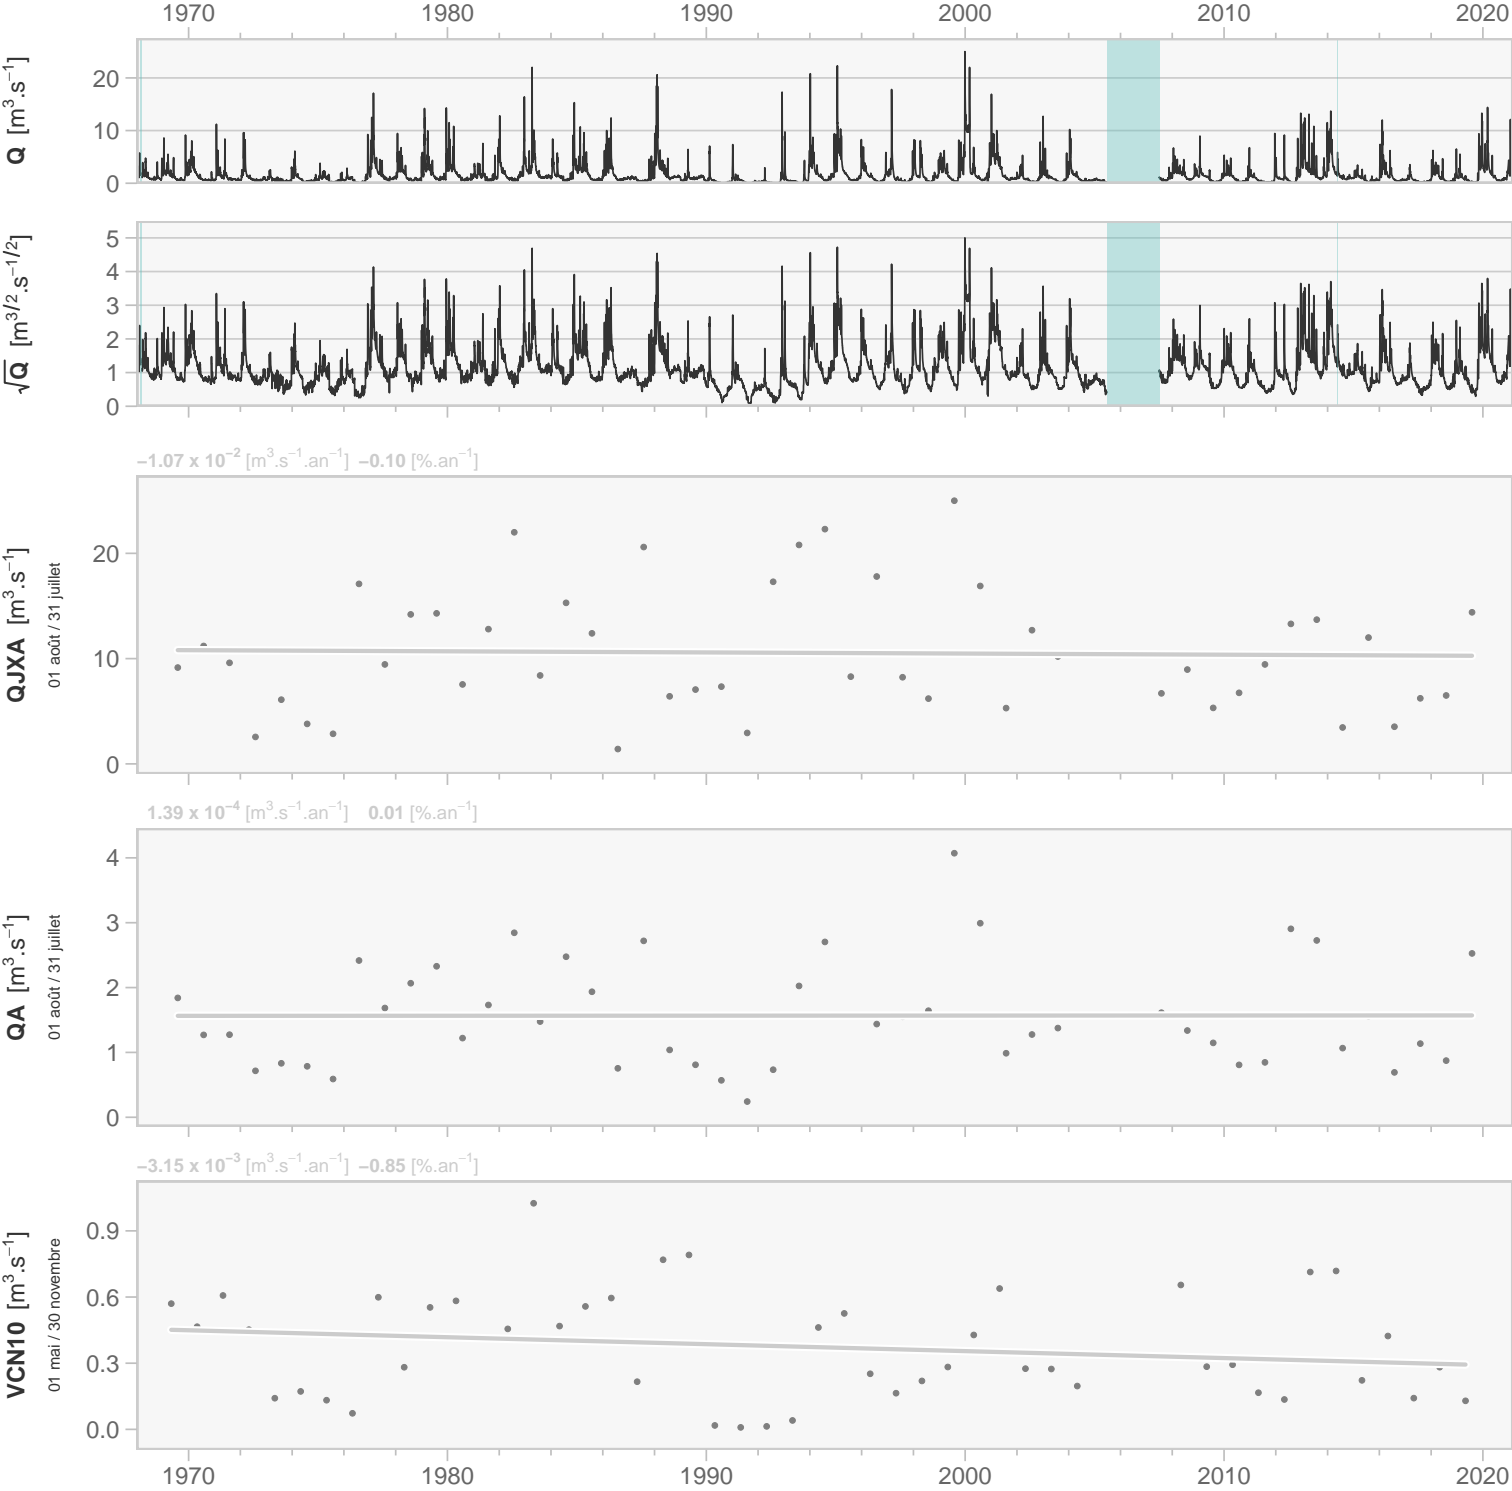 1970 1980 1990 2000 2010 2020
Q [m³.s⁻¹]
20
10
0
√Q [m³ᐟ².s⁻¹ᐟ²]
5
4
3
2
1
0
−1.07 x 10⁻² [m³.s⁻¹.an⁻¹] −0.10 [%.an⁻¹]
QJXA [m³.s⁻¹]
01 août / 31 juillet
20
10
0
1.39 x 10⁻⁴ [m³.s⁻¹.an⁻¹] 0.01 [%.an⁻¹]
QA [m³.s⁻¹]
01 août / 31 juillet
4
3
2
1
0
−3.15 x 10⁻³ [m³.s⁻¹.an⁻¹] −0.85 [%.an⁻¹]
VCN10 [m³.s⁻¹]
01 mai / 30 novembre
0.9
0.6
0.3
0.0
1970 1980 1990 2000 2010 2020